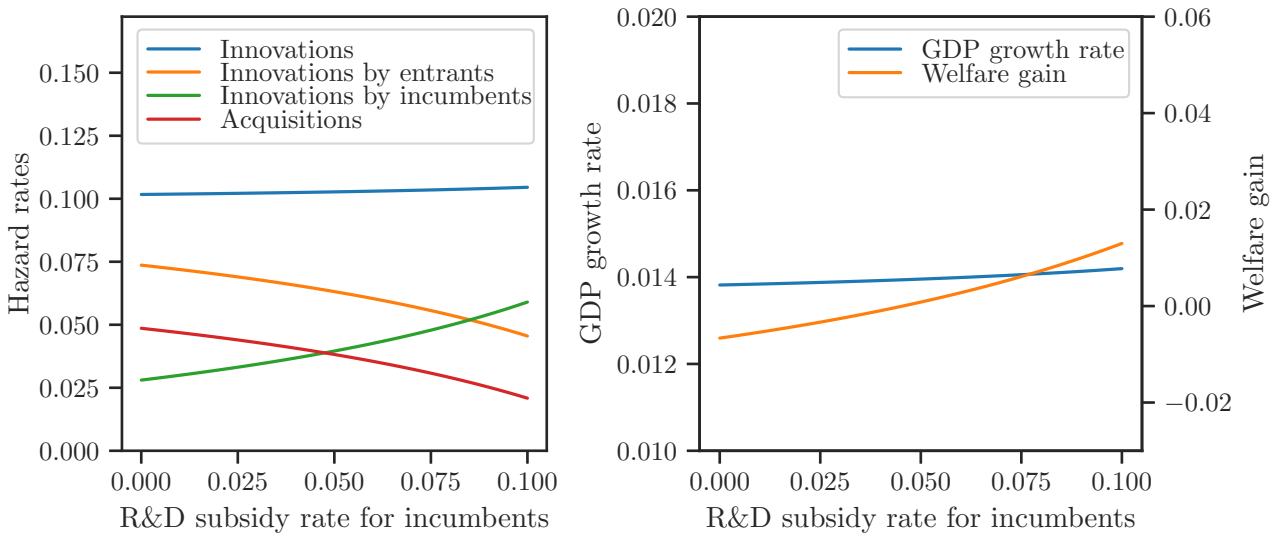 Innovations
Innovations by entrants
Innovations by incumbents
Acquisitions
0.150
0.125
0.100
0.075
0.050
0.025
0.000
Hazard rates
0.000 0.025 0.050 0.075 0.100
R&D subsidy rate for incumbents
GDP growth rate
Welfare gain
0.020
0.018
0.016
0.014
0.012
0.010
GDP growth rate
0.06
0.04
0.02
0.00
−0.02
Welfare gain
0.000 0.025 0.050 0.075 0.100
R&D subsidy rate for incumbents